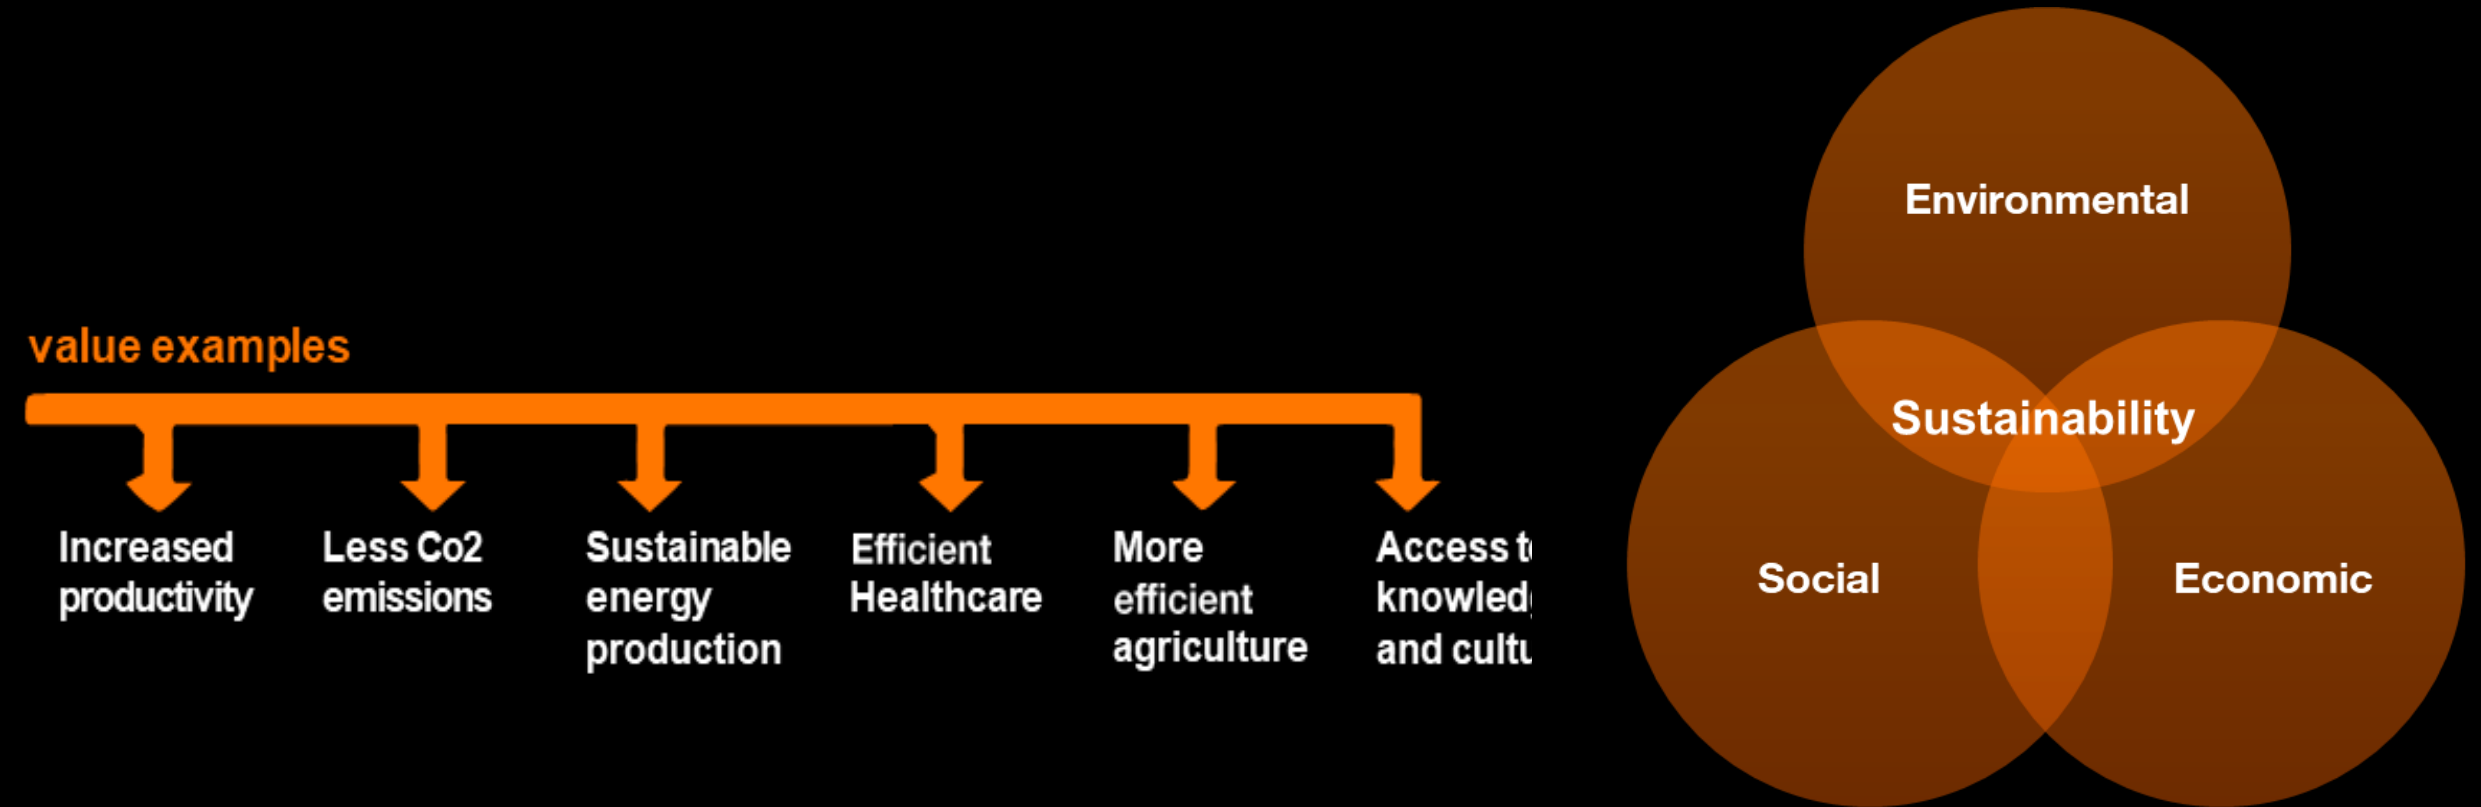 value examples
Increased
productivity
Less Co2
emissions
Sustainable
energy
production
Efficient
Healthcare
More
efficient
agriculture
Access
and
Environmental
Sustainability
Social
Economic